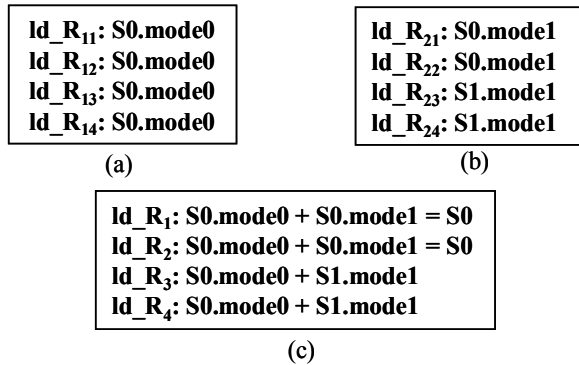 ld_R₁₁: S0.mode0
ld_R₁₂: S0.mode0
ld_R₁₃: S0.mode0
ld_R₁₄: S0.mode0
(a)
ld_R₂₁: S0.mode1
ld_R₂₂: S0.mode1
ld_R₂₃: S1.mode1
ld_R₂₄: S1.mode1
(b)
ld_R₁: S0.mode0 + S0.mode1 = S0
ld_R₂: S0.mode0 + S0.mode1 = S0
ld_R₃: S0.mode0 + S1.mode1
ld_R₄: S0.mode0 + S1.mode1
(c)